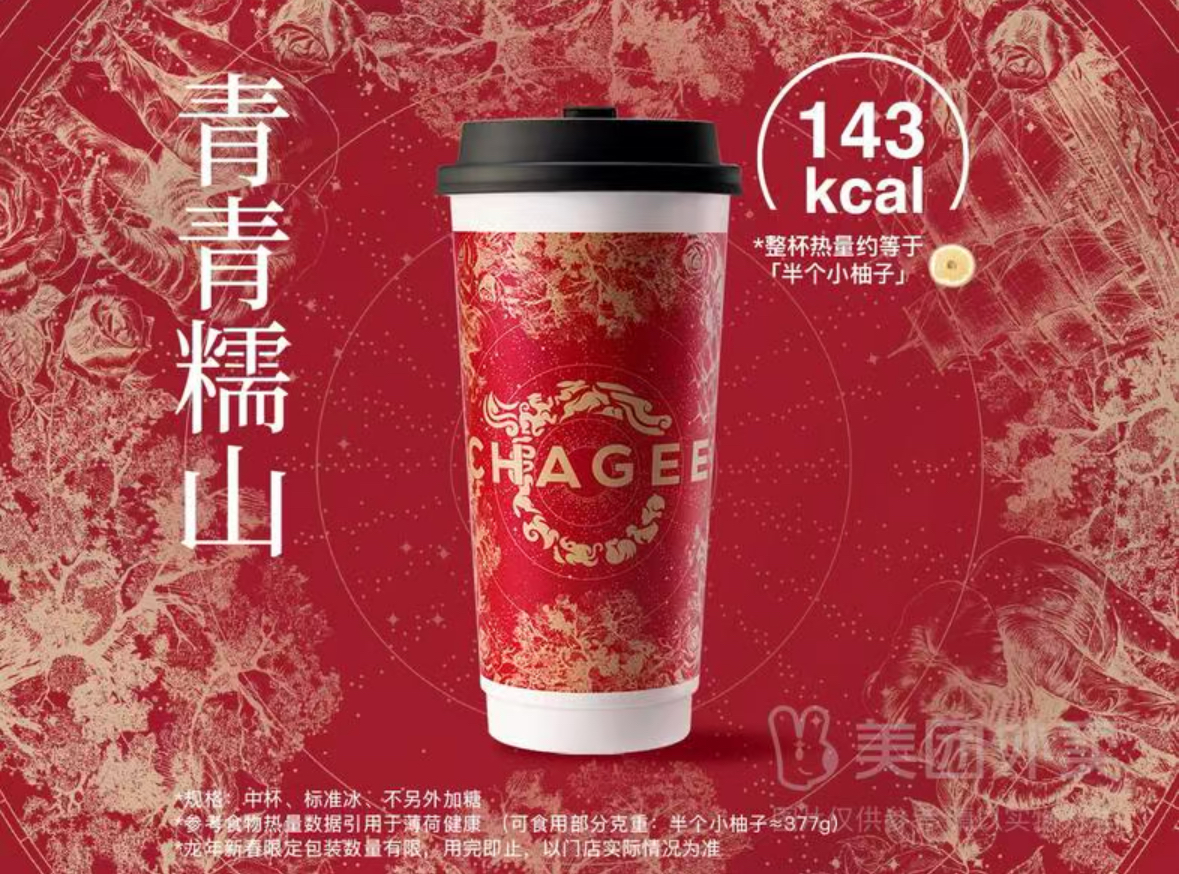 青青糯山
143
kcal
*整杯热量约等于
「半个小柚子」
CHAGEE
美团外卖
*规格：中杯、标准冰、不另外加糖
*参考食物热量数据引用于薄荷健康 （可食用部分克重：半个小柚子≈377g）
*龙年新春限定包装数量有限，用完即止，以门店实际情况为准